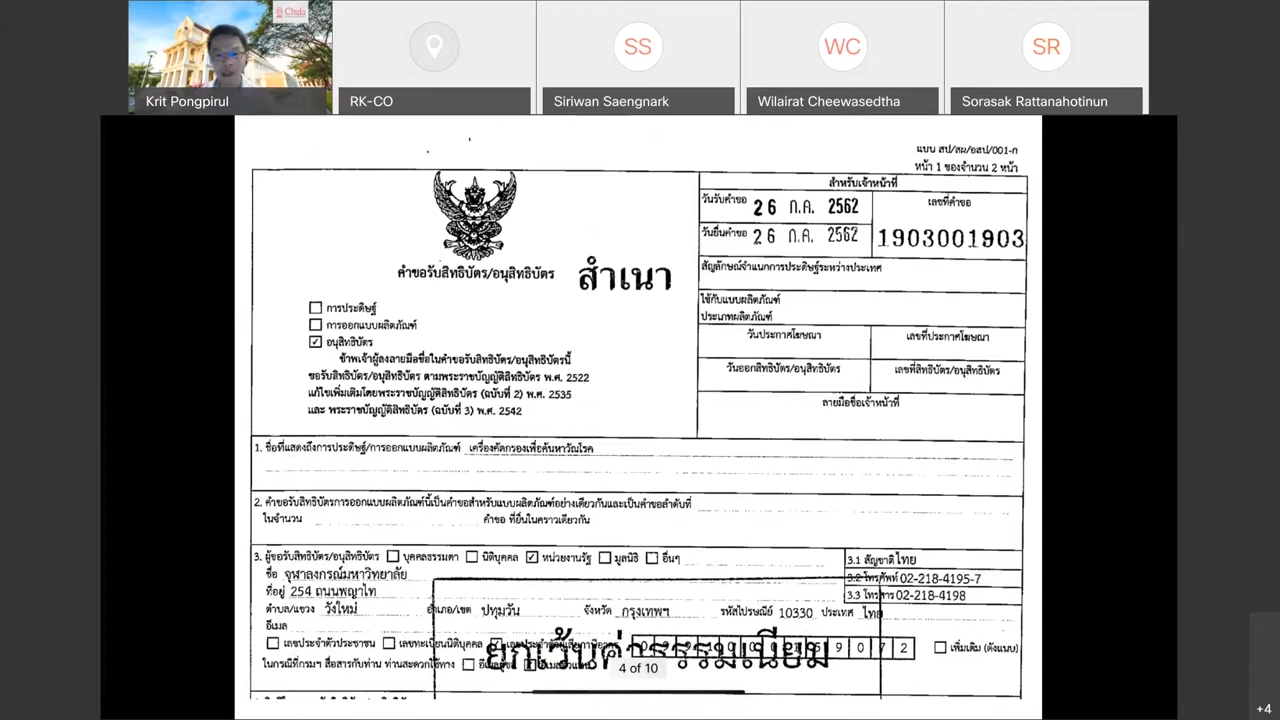 Chula
Krit Pongpirul
RK-CO
SS
Siriwan Saengnark
WC
Wilairat Cheewasedtha
SR
Sorasak Rattanahotinun
แบบ สป/สผ/อสป/001-ก
หน้า 1 ของจำนวน 2 หน้า
คำขอรับสิทธิบัตร/อนุสิทธิบัตร
สำเนา
การประดิษฐ์
การออกแบบผลิตภัณฑ์
อนุสิทธิบัตร
ข้าพเจ้าผู้ลงลายมือชื่อในคำขอรับสิทธิบัตร/อนุสิทธิบัตรนี้
ขอรับสิทธิบัตร/อนุสิทธิบัตร ตามพระราชบัญญัติสิทธิบัตร พ.ศ. 2522
แก้ไขเพิ่มเติมโดยพระราชบัญญัติสิทธิบัตร (ฉบับที่ 2) พ.ศ. 2535
และ พระราชบัญญัติสิทธิบัตร (ฉบับที่ 3) พ.ศ. 2542
สำหรับเจ้าหน้าที่
วันรับคำขอ 26 ก.ค. 2562
เลขที่คำขอ
วันยื่นคำขอ 26 ก.ค. 2562
1903001903
สัญลักษณ์จำแนกการประดิษฐ์ระหว่างประเทศ
ใช้กับแบบผลิตภัณฑ์
ประเภทผลิตภัณฑ์
วันประกาศโฆษณา
เลขที่ประกาศโฆษณา
วันออกสิทธิบัตร/อนุสิทธิบัตร
เลขที่สิทธิบัตร/อนุสิทธิบัตร
ลายมือชื่อเจ้าหน้าที่
1. ชื่อที่แสดงถึงการประดิษฐ์/การออกแบบผลิตภัณฑ์ เครื่องคัดกรองเพื่อค้นหาวัณโรค
2. คำขอรับสิทธิบัตรการออกแบบผลิตภัณฑ์นี้เป็นคำขอสำหรับแบบผลิตภัณฑ์อย่างเดียวกันและเป็นคำขอลำดับที่
ในจำนวน คำขอ ที่ยื่นในคราวเดียวกัน
3. ผู้ขอรับสิทธิบัตร/อนุสิทธิบัตร บุคคลธรรมดา นิติบุคคล หน่วยงานรัฐ มูลนิธิ อื่นๆ
3.1 สัญชาติ ไทย
ชื่อ จุฬาลงกรณ์มหาวิทยาลัย
3.2 โทรศัพท์ 02-218-4195-7
ที่อยู่ 254 ถนนพญาไท
3.3 โทรสาร 02-218-4198
ตำบล/แขวง วังใหม่ อำเภอ/เขต ปทุมวัน จังหวัด กรุงเทพฯ รหัสไปรษณีย์ 10330 ประเทศ ไทย
อีเมล
เลขประจำตัวประชาชน เลขทะเบียนนิติบุคคล
เพิ่มเติม (ดังแนบ)
ยกเว้นค่าธรรมเนียม
ในกรณีที่กรมฯ สื่อสารกับท่าน ท่านสะดวกใช้ทาง
4 of 10
+4